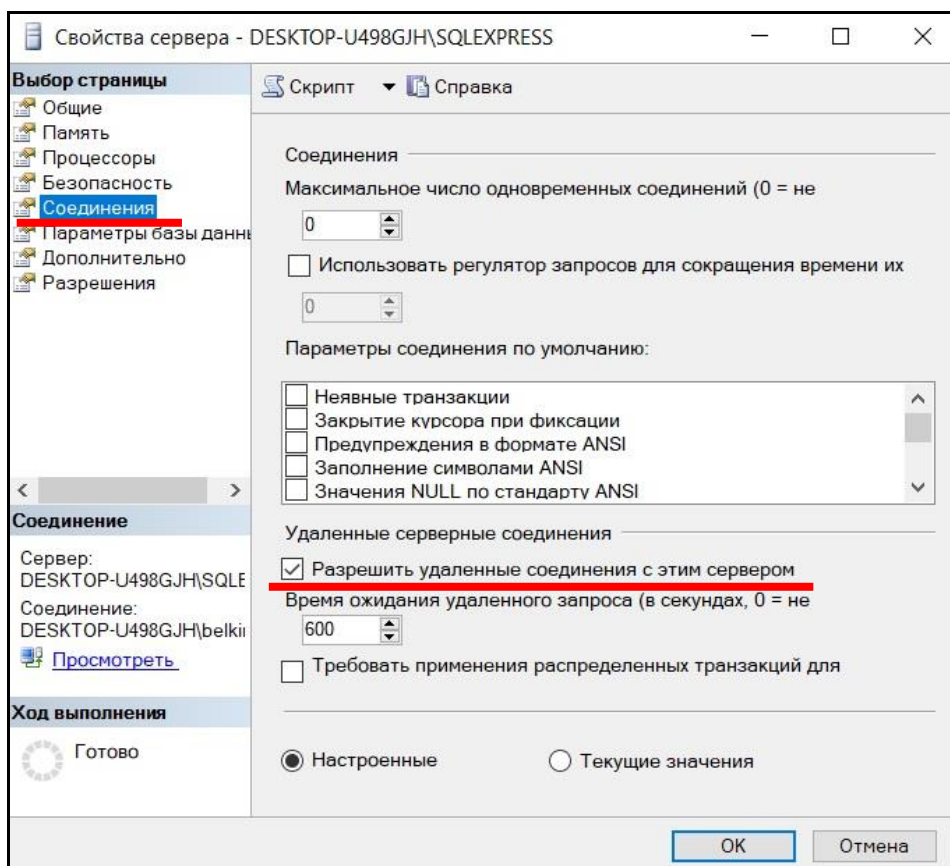 Свойства сервера - DESKTOP-U498GJH\SQLEXPRESS
Выбор страницы
Общие
Память
Процессоры
Безопасность
Соединения
Параметры базы данны
Дополнительно
Разрешения
Соединение
Сервер:
DESKTOP-U498GJH\SQLE
Соединение:
DESKTOP-U498GJH\belkin
Просмотреть
Ход выполнения
Готово
Скрипт Справка
Соединения
Максимальное число одновременных соединений (0 = не
0
Использовать регулятор запросов для сокращения времени их
0
Параметры соединения по умолчанию:
Неявные транзакции
Закрытие курсора при фиксации
Предупреждения в формате ANSI
Заполнение символами ANSI
Значения NULL по стандарту ANSI
Удаленные серверные соединения
Разрешить удаленные соединения с этим сервером
Время ожидания удаленного запроса (в секундах, 0 = не
600
Требовать применения распределенных транзакций для
Настроенные Текущие значения
OK Отмена